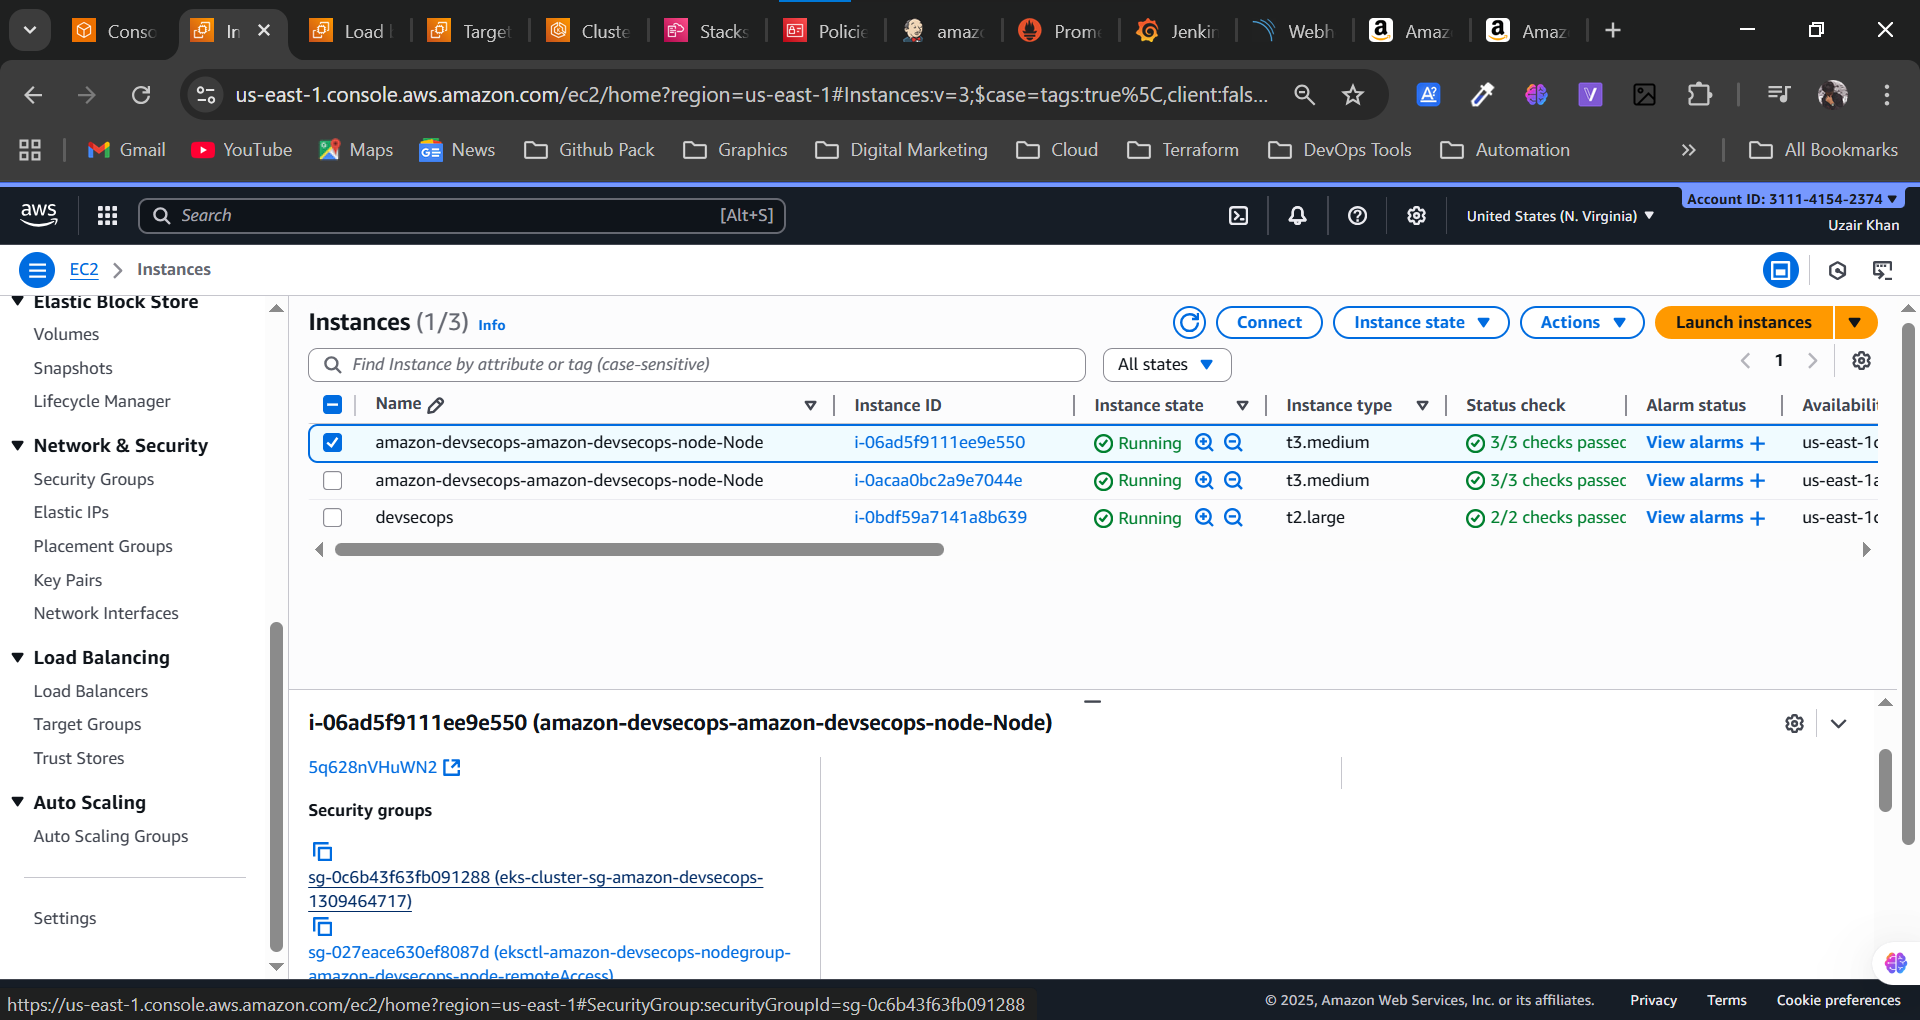 Conso
In
Load
Target
Cluste
Stacks
Policie
amazo
Prom
Jenkin
Webh
Amaz
Amaz
us-east-1.console.aws.amazon.com/ec2/home?region=us-east-1#Instances:v=3;$case=tags:true%5C,client:fals...
Gmail
YouTube
Maps
News
Github Pack
Graphics
Digital Marketing
Cloud
Terraform
DevOps Tools
Automation
»
All Bookmarks
aws
Search
[Alt+S]
United States (N. Virginia)
Account ID: 3111-4154-2374
Uzair Khan
EC2
Instances
Elastic Block Store
Volumes
Snapshots
Lifecycle Manager
Network & Security
Security Groups
Elastic IPs
Placement Groups
Key Pairs
Network Interfaces
Load Balancing
Load Balancers
Target Groups
Trust Stores
Auto Scaling
Auto Scaling Groups
Settings
Instances (1/3) Info
Connect
Instance state
Actions
Launch instances
Find Instance by attribute or tag (case-sensitive)
All states
1
Name Instance ID Instance state Instance type Status check Alarm status Availabili
amazon-devsecops-amazon-devsecops-node-Node i-06ad5f9111ee9e550 Running t3.medium 3/3 checks passec View alarms + us-east-1c
amazon-devsecops-amazon-devsecops-node-Node i-0acaa0bc2a9e7044e Running t3.medium 3/3 checks passec View alarms + us-east-1a
devsecops i-0bdf59a7141a8b639 Running t2.large 2/2 checks passec View alarms + us-east-1c
i-06ad5f9111ee9e550 (amazon-devsecops-amazon-devsecops-node-Node)
5q628nVHuWN2
Security groups
sg-0c6b43f63fb091288 (eks-cluster-sg-amazon-devsecops-
1309464717)
sg-027eace630ef8087d (eksctl-amazon-devsecops-nodegroup-
amazon-devsecops-node-remoteAccess)
https://us-east-1.console.aws.amazon.com/ec2/home?region=us-east-1#SecurityGroup:securityGroupId=sg-0c6b43f63fb091288
© 2025, Amazon Web Services, Inc. or its affiliates.
Privacy
Terms
Cookie preferences